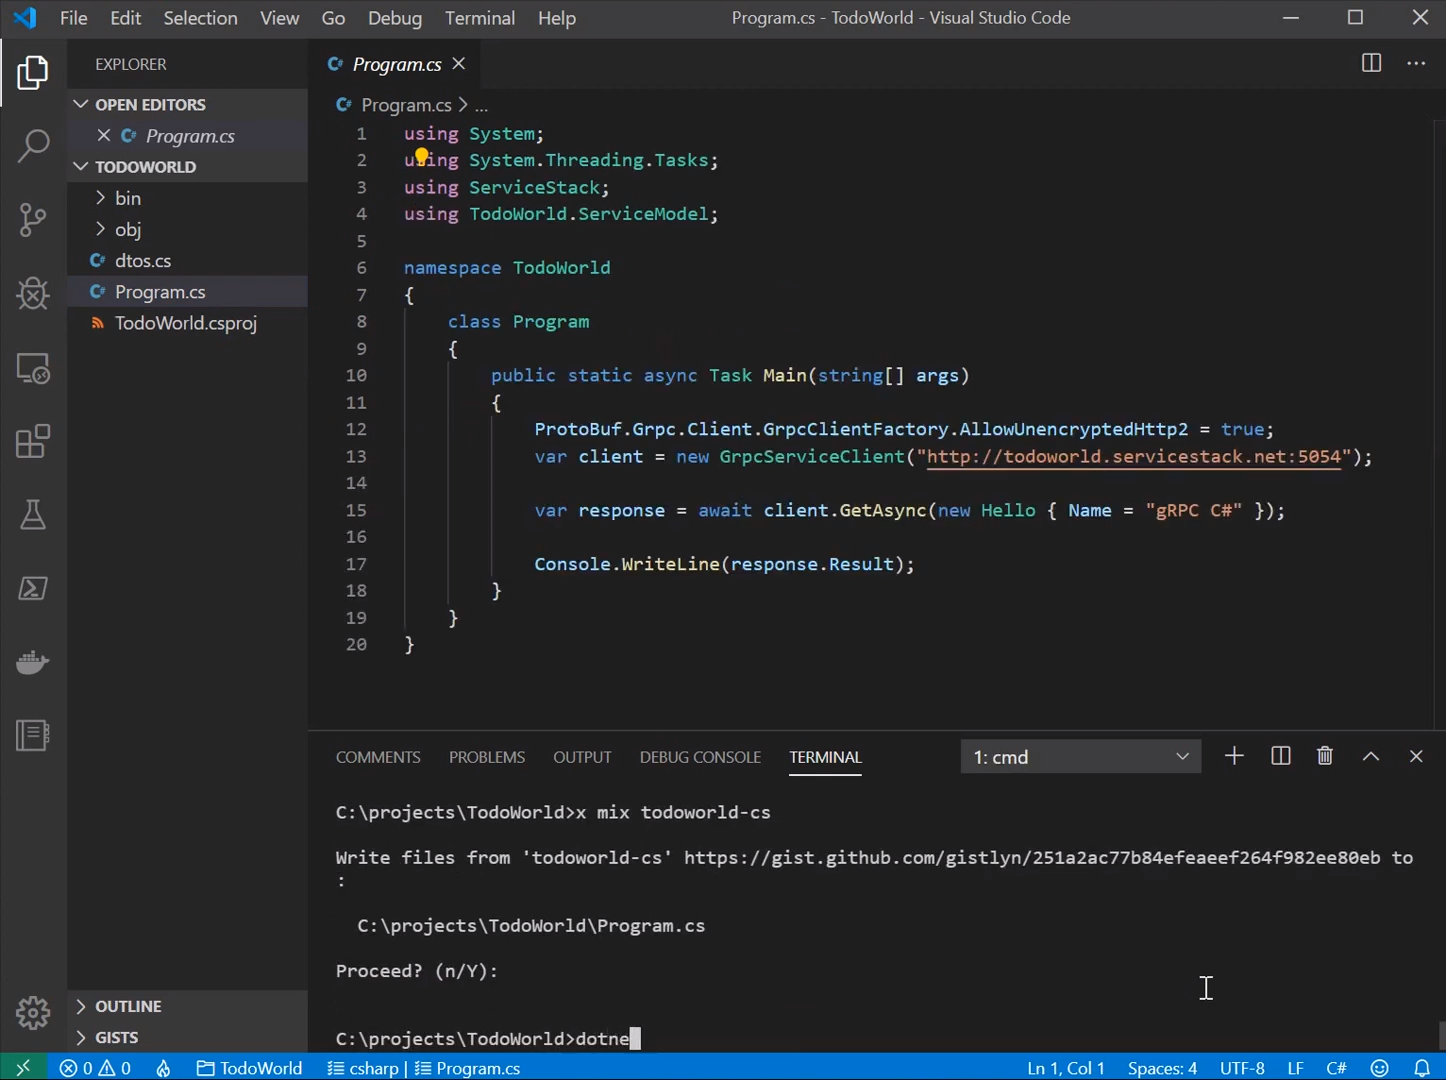 File Edit Selection View Go Debug Terminal Help Program.cs - TodoWorld - Visual Studio Code
EXPLORER
OPEN EDITORS
Program.cs
TODOWORLD
bin
obj
dtos.cs
Program.cs
TodoWorld.csproj
OUTLINE
GISTS
Program.cs
Program.cs > ...
1 using System;
2 using System.Threading.Tasks;
3 using ServiceStack;
4 using TodoWorld.ServiceModel;
5
6 namespace TodoWorld
7 {
8 class Program
9 {
10 public static async Task Main(string[] args)
11 {
12 ProtoBuf.Grpc.Client.GrpcClientFactory.AllowUnencryptedHttp2 = true;
13 var client = new GrpcServiceClient("http://todoworld.servicestack.net:5054");
14
15 var response = await client.GetAsync(new Hello { Name = "gRPC C#" });
16
17 Console.WriteLine(response.Result);
18 }
19 }
20 }
COMMENTS PROBLEMS OUTPUT DEBUG CONSOLE TERMINAL 1: cmd
C:\projects\TodoWorld>x mix todoworld-cs
Write files from 'todoworld-cs' https://gist.github.com/gistlyn/251a2ac77b84efeaeef264f982ee80eb to
:
C:\projects\TodoWorld\Program.cs
Proceed? (n/Y):
C:\projects\TodoWorld>dotne
0 0 TodoWorld csharp | Program.cs Ln 1, Col 1 Spaces: 4 UTF-8 LF C#